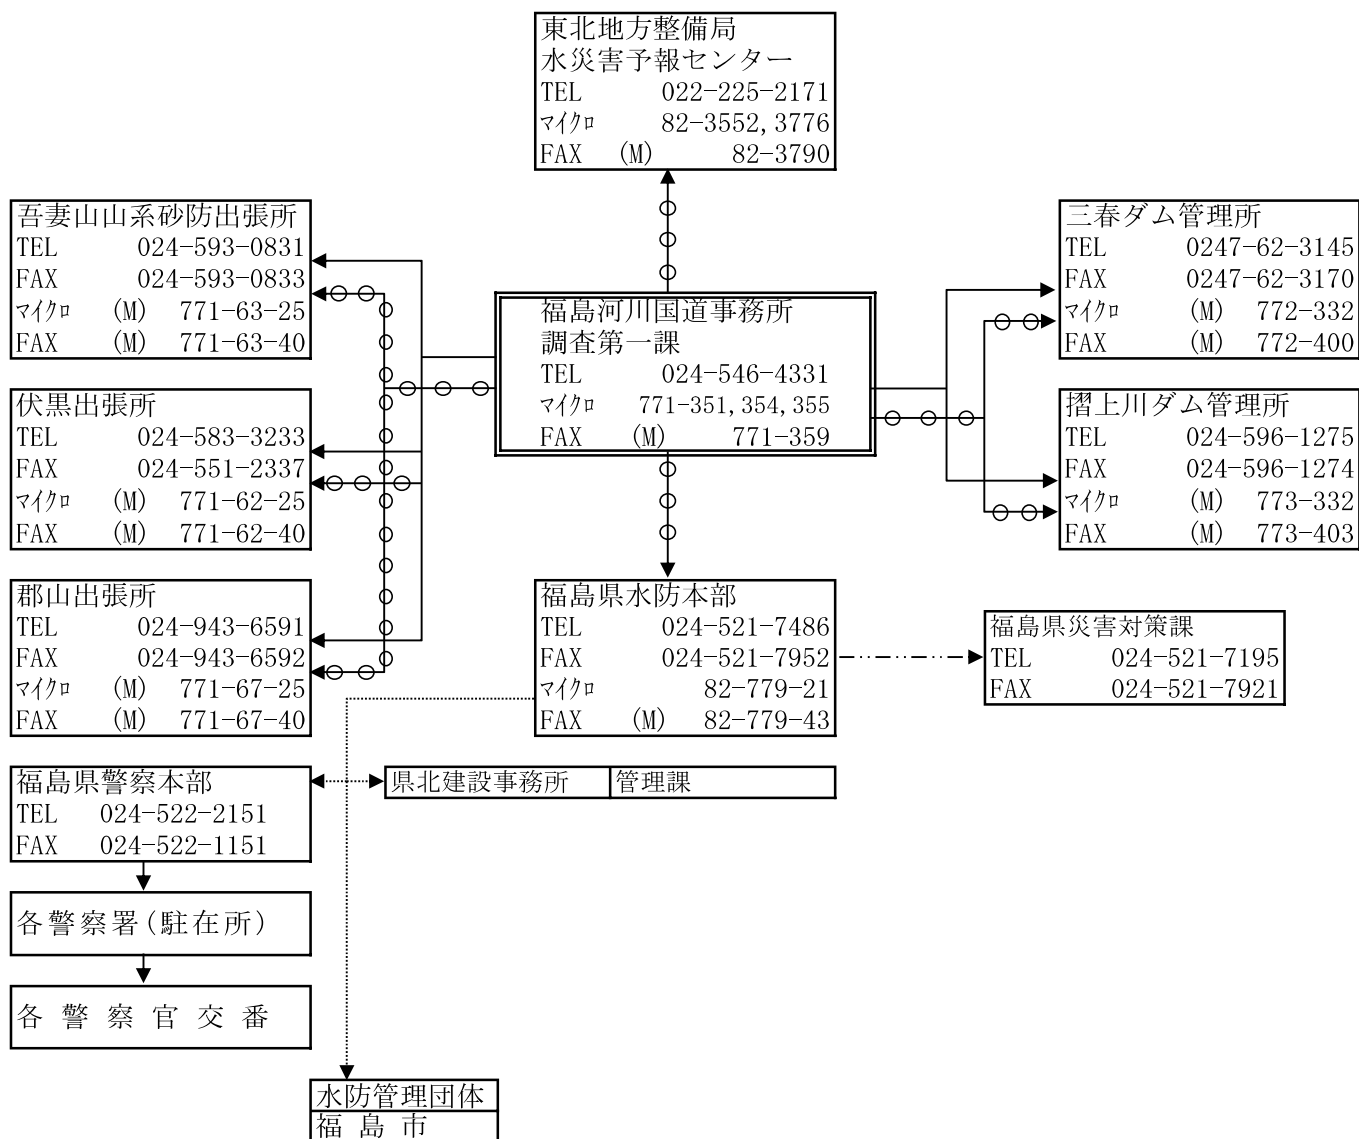 東北地方整備局
水災害予報センター
TEL 022-225-2171
マイクロ 82-3552,3776
FAX (M) 82-3790
吾妻山山系砂防出張所
TEL 024-593-0831
FAX 024-593-0833
マイクロ (M) 771-63-25
FAX (M) 771-63-40
福島河川国道事務所
調査第一課
TEL 024-546-4331
マイクロ 771-351,354,355
FAX (M) 771-359
三春ダム管理所
TEL 0247-62-3145
FAX 0247-62-3170
マイクロ (M) 772-332
FAX (M) 772-400
伏黒出張所
TEL 024-583-3233
FAX 024-551-2337
マイクロ (M) 771-62-25
FAX (M) 771-62-40
摺上川ダム管理所
TEL 024-596-1275
FAX 024-596-1274
マイクロ (M) 773-332
FAX (M) 773-403
郡山出張所
TEL 024-943-6591
FAX 024-943-6592
マイクロ (M) 771-67-25
FAX (M) 771-67-40
福島県水防本部
TEL 024-521-7486
FAX 024-521-7952
マイクロ 82-779-21
FAX (M) 82-779-43
福島県災害対策課
TEL 024-521-7195
FAX 024-521-7921
福島県警察本部
TEL 024-522-2151
FAX 024-522-1151
県北建設事務所 管理課
各警察署(駐在所)
各警察官交番
水防管理団体
福島市